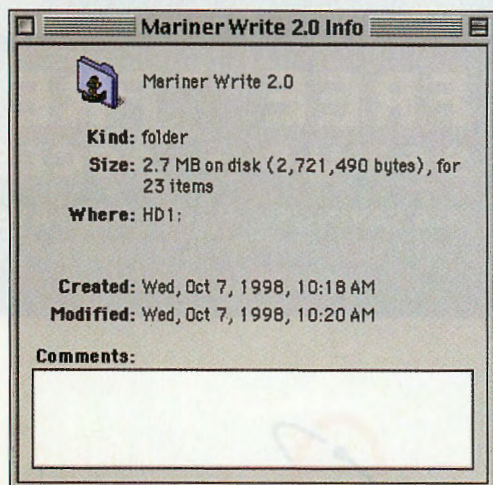 Mariner Write 2.0 Info
Mariner Write 2.0
Kind: folder
Size: 2.7 MB on disk (2,721,490 bytes), for
23 items
Where: HD1:
Created: Wed, Oct 7, 1998, 10:18 AM
Modified: Wed, Oct 7, 1998, 10:20 AM
Comments: